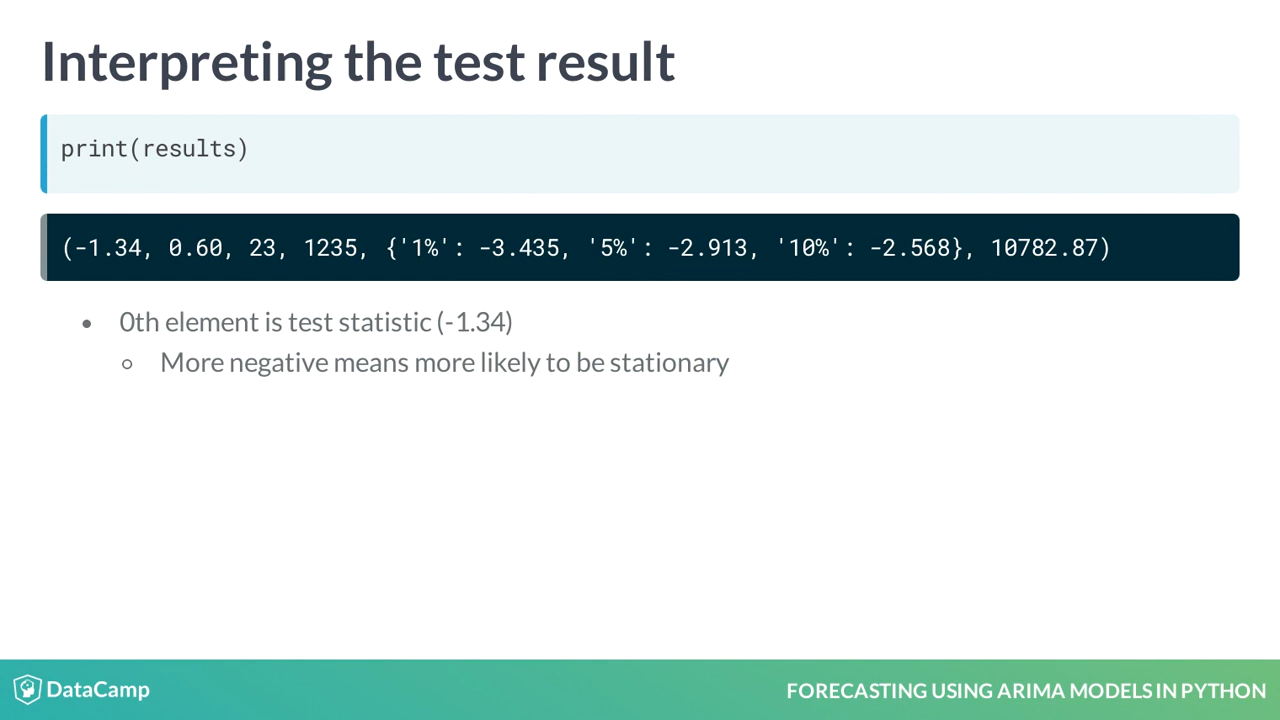 Interpreting the test result
print(results)
(-1.34, 0.60, 23, 1235, {'1%': -3.435, '5%': -2.913, '10%': -2.568}, 10782.87)
• 0th element is test statistic (-1.34)
○ More negative means more likely to be stationary
DataCamp
FORECASTING USING ARIMA MODELS IN PYTHON